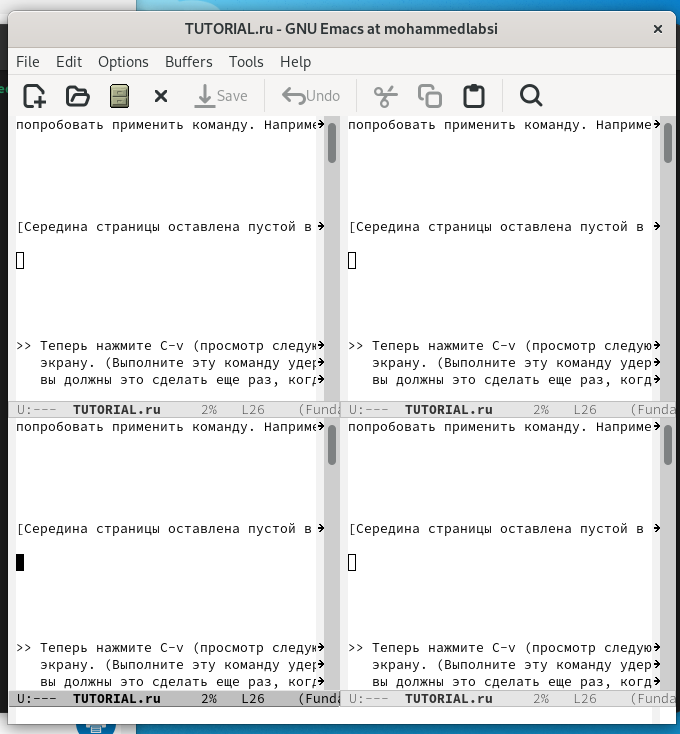 TUTORIAL.ru - GNU Emacs at mohammedlabsi
File Edit Options Buffers Tools Help
Save Undo
попробовать применить команду. Наприме
[Середина страницы оставлена пустой в
>> Теперь нажмите C-v (просмотр следую
экрану. (Выполните эту команду удер
вы должны это сделать еще раз, когд
U:--- TUTORIAL.ru 2% L26 (Funda
попробовать применить команду. Наприме
[Середина страницы оставлена пустой в
>> Теперь нажмите C-v (просмотр следую
экрану. (Выполните эту команду удер
вы должны это сделать еще раз, когд
U:--- TUTORIAL.ru 2% L26 (Funda
попробовать применить команду. Наприме
[Середина страницы оставлена пустой в
>> Теперь нажмите C-v (просмотр следую
экрану. (Выполните эту команду удер
вы должны это сделать еще раз, когд
U:--- TUTORIAL.ru 2% L26 (Funda
попробовать применить команду. Наприме
[Середина страницы оставлена пустой в
>> Теперь нажмите C-v (просмотр следую
экрану. (Выполните эту команду удер
вы должны это сделать еще раз, когд
U:--- TUTORIAL.ru 2% L26 (Funda